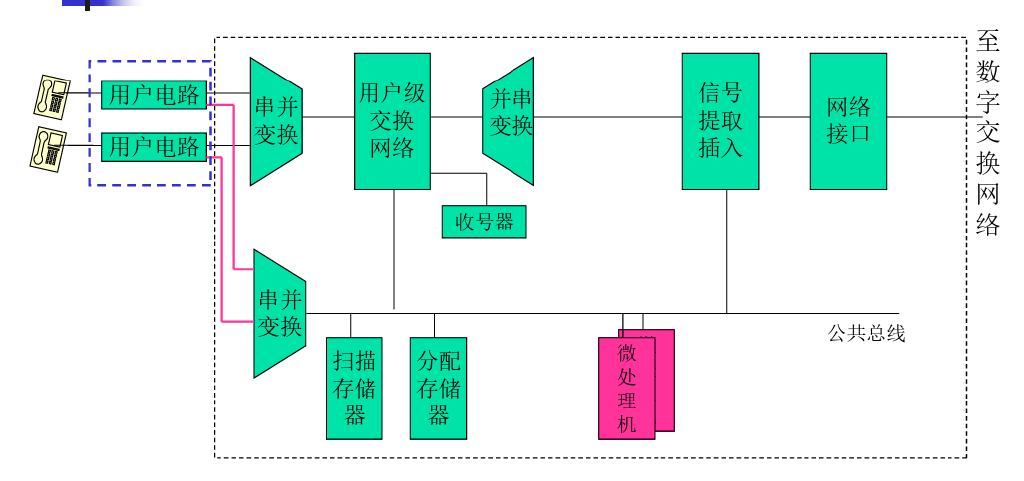 用户电路
用户电路
串并
变换
用户级
交换
网络
并串
变换
信号
提取
插入
网络
接口
至数字交换网络
收号器
串并
变换
公共总线
扫描
存储
器
分配
存储
器
微
处
理
机